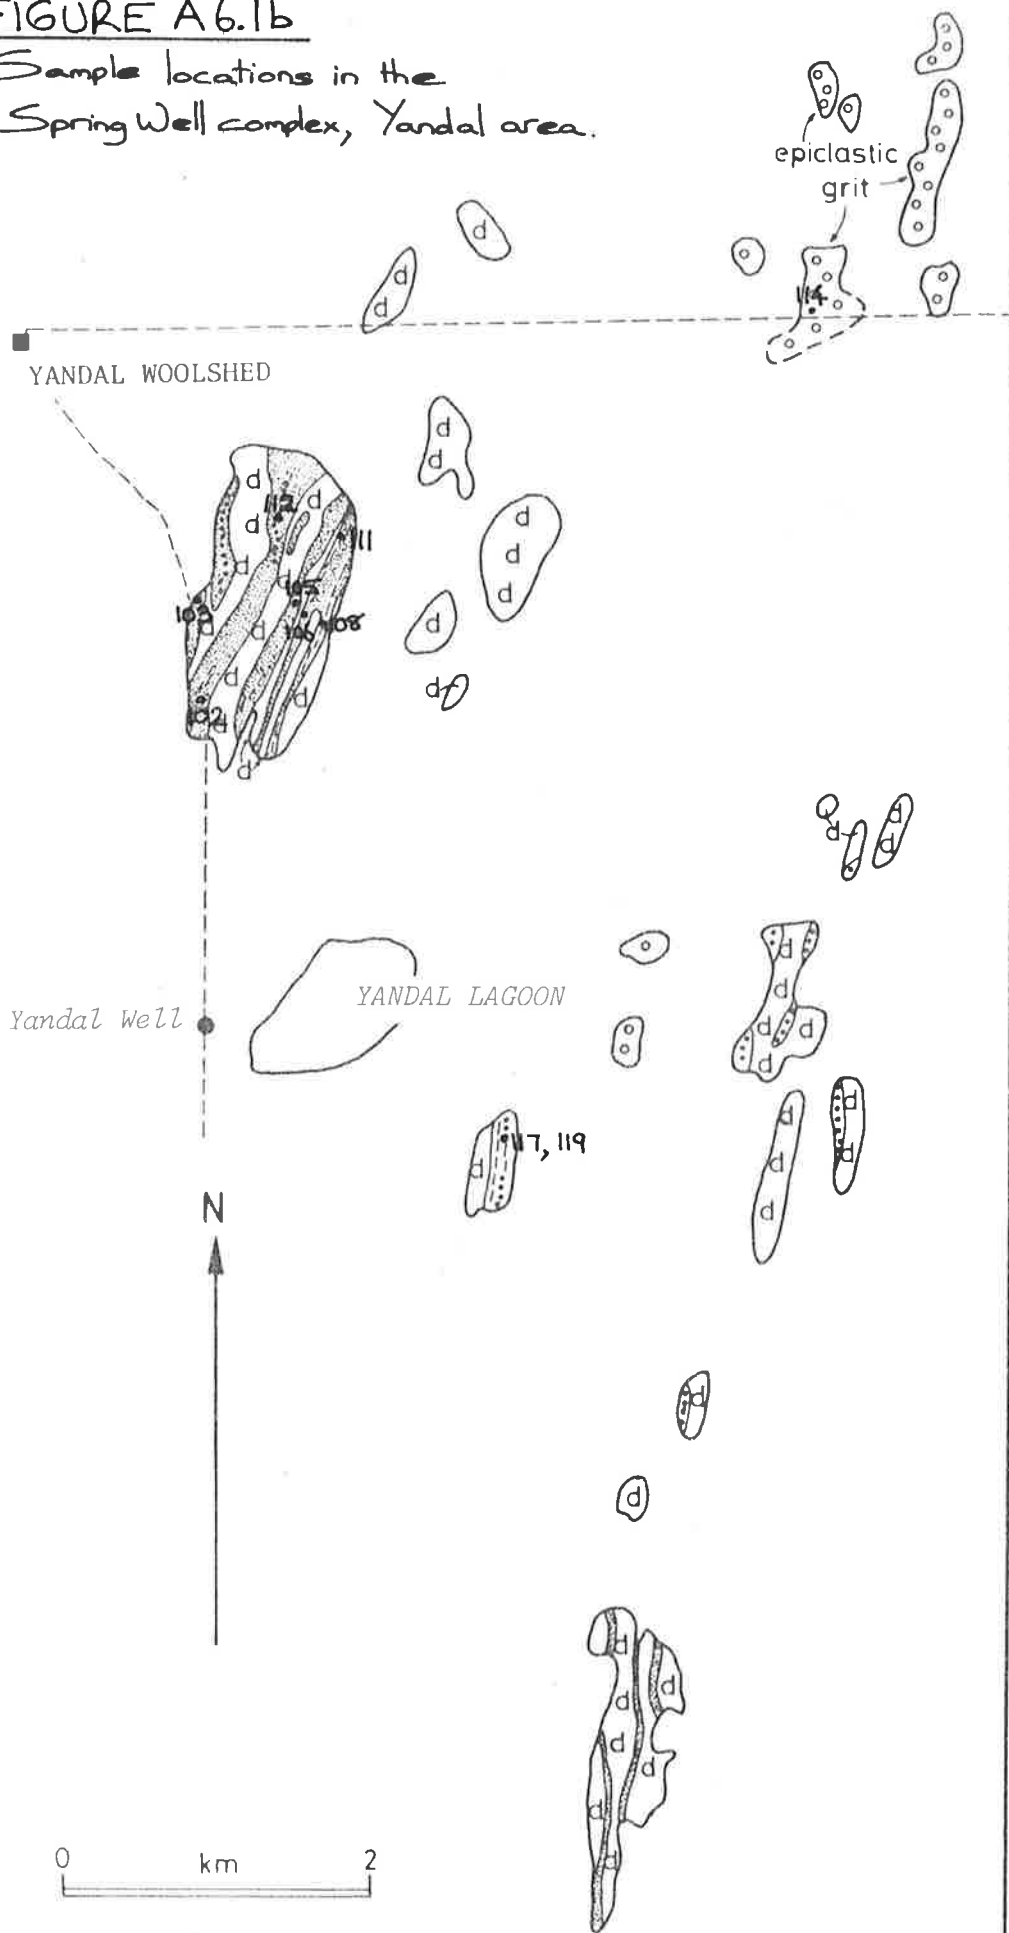 FIGURE A6.1b
Sample locations in the
Spring Well complex, Yandal area.
epiclastic
grit
d
d
d
114
YANDAL WOOLSHED
d
d
d
112
d
d
111
d
d
d
d
d
105
103
d
d
106
108
d
d
d
d
102
d
d
d
Q
d
d
d
d
d
d
d
d
YANDAL LAGOON
Yandal Well
d
d
d
d
d
d
117, 119
N
d
d
d
d
d
d
d
d
d
d
0 km 2